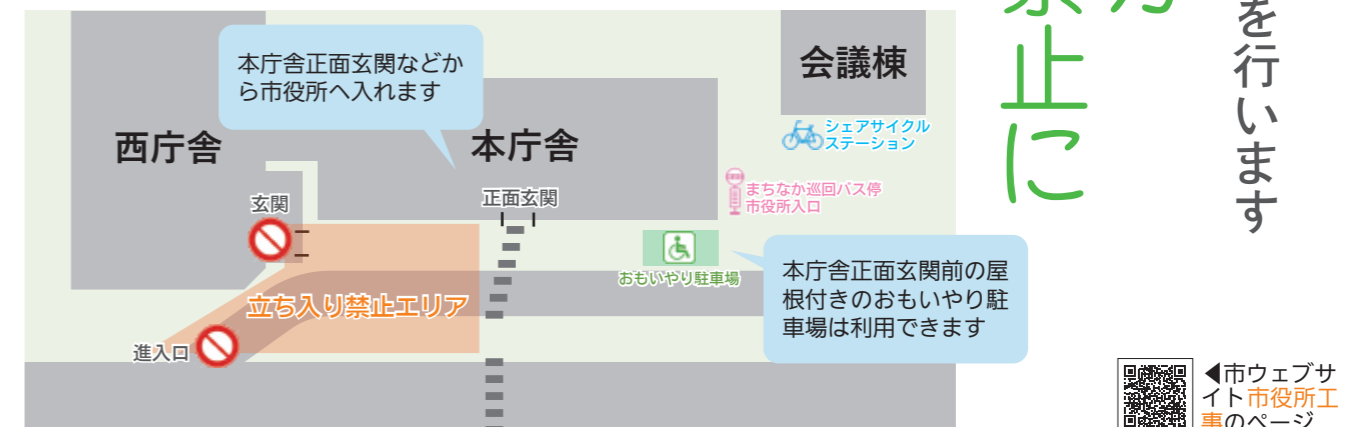 を行います
禁止に
本庁舎正面玄関などか
ら市役所へ入れます
会議棟
西庁舎
本庁舎
シェアサイクル
ステーション
まちなか巡回バス停
市役所入口
玄関
正面玄関
おもいやり駐車場
本庁舎正面玄関前の屋
根付きのおもいやり駐
車場は利用できます
立ち入り禁止エリア
進入口
◀市ウェブサ
イト市役所工
事のページ